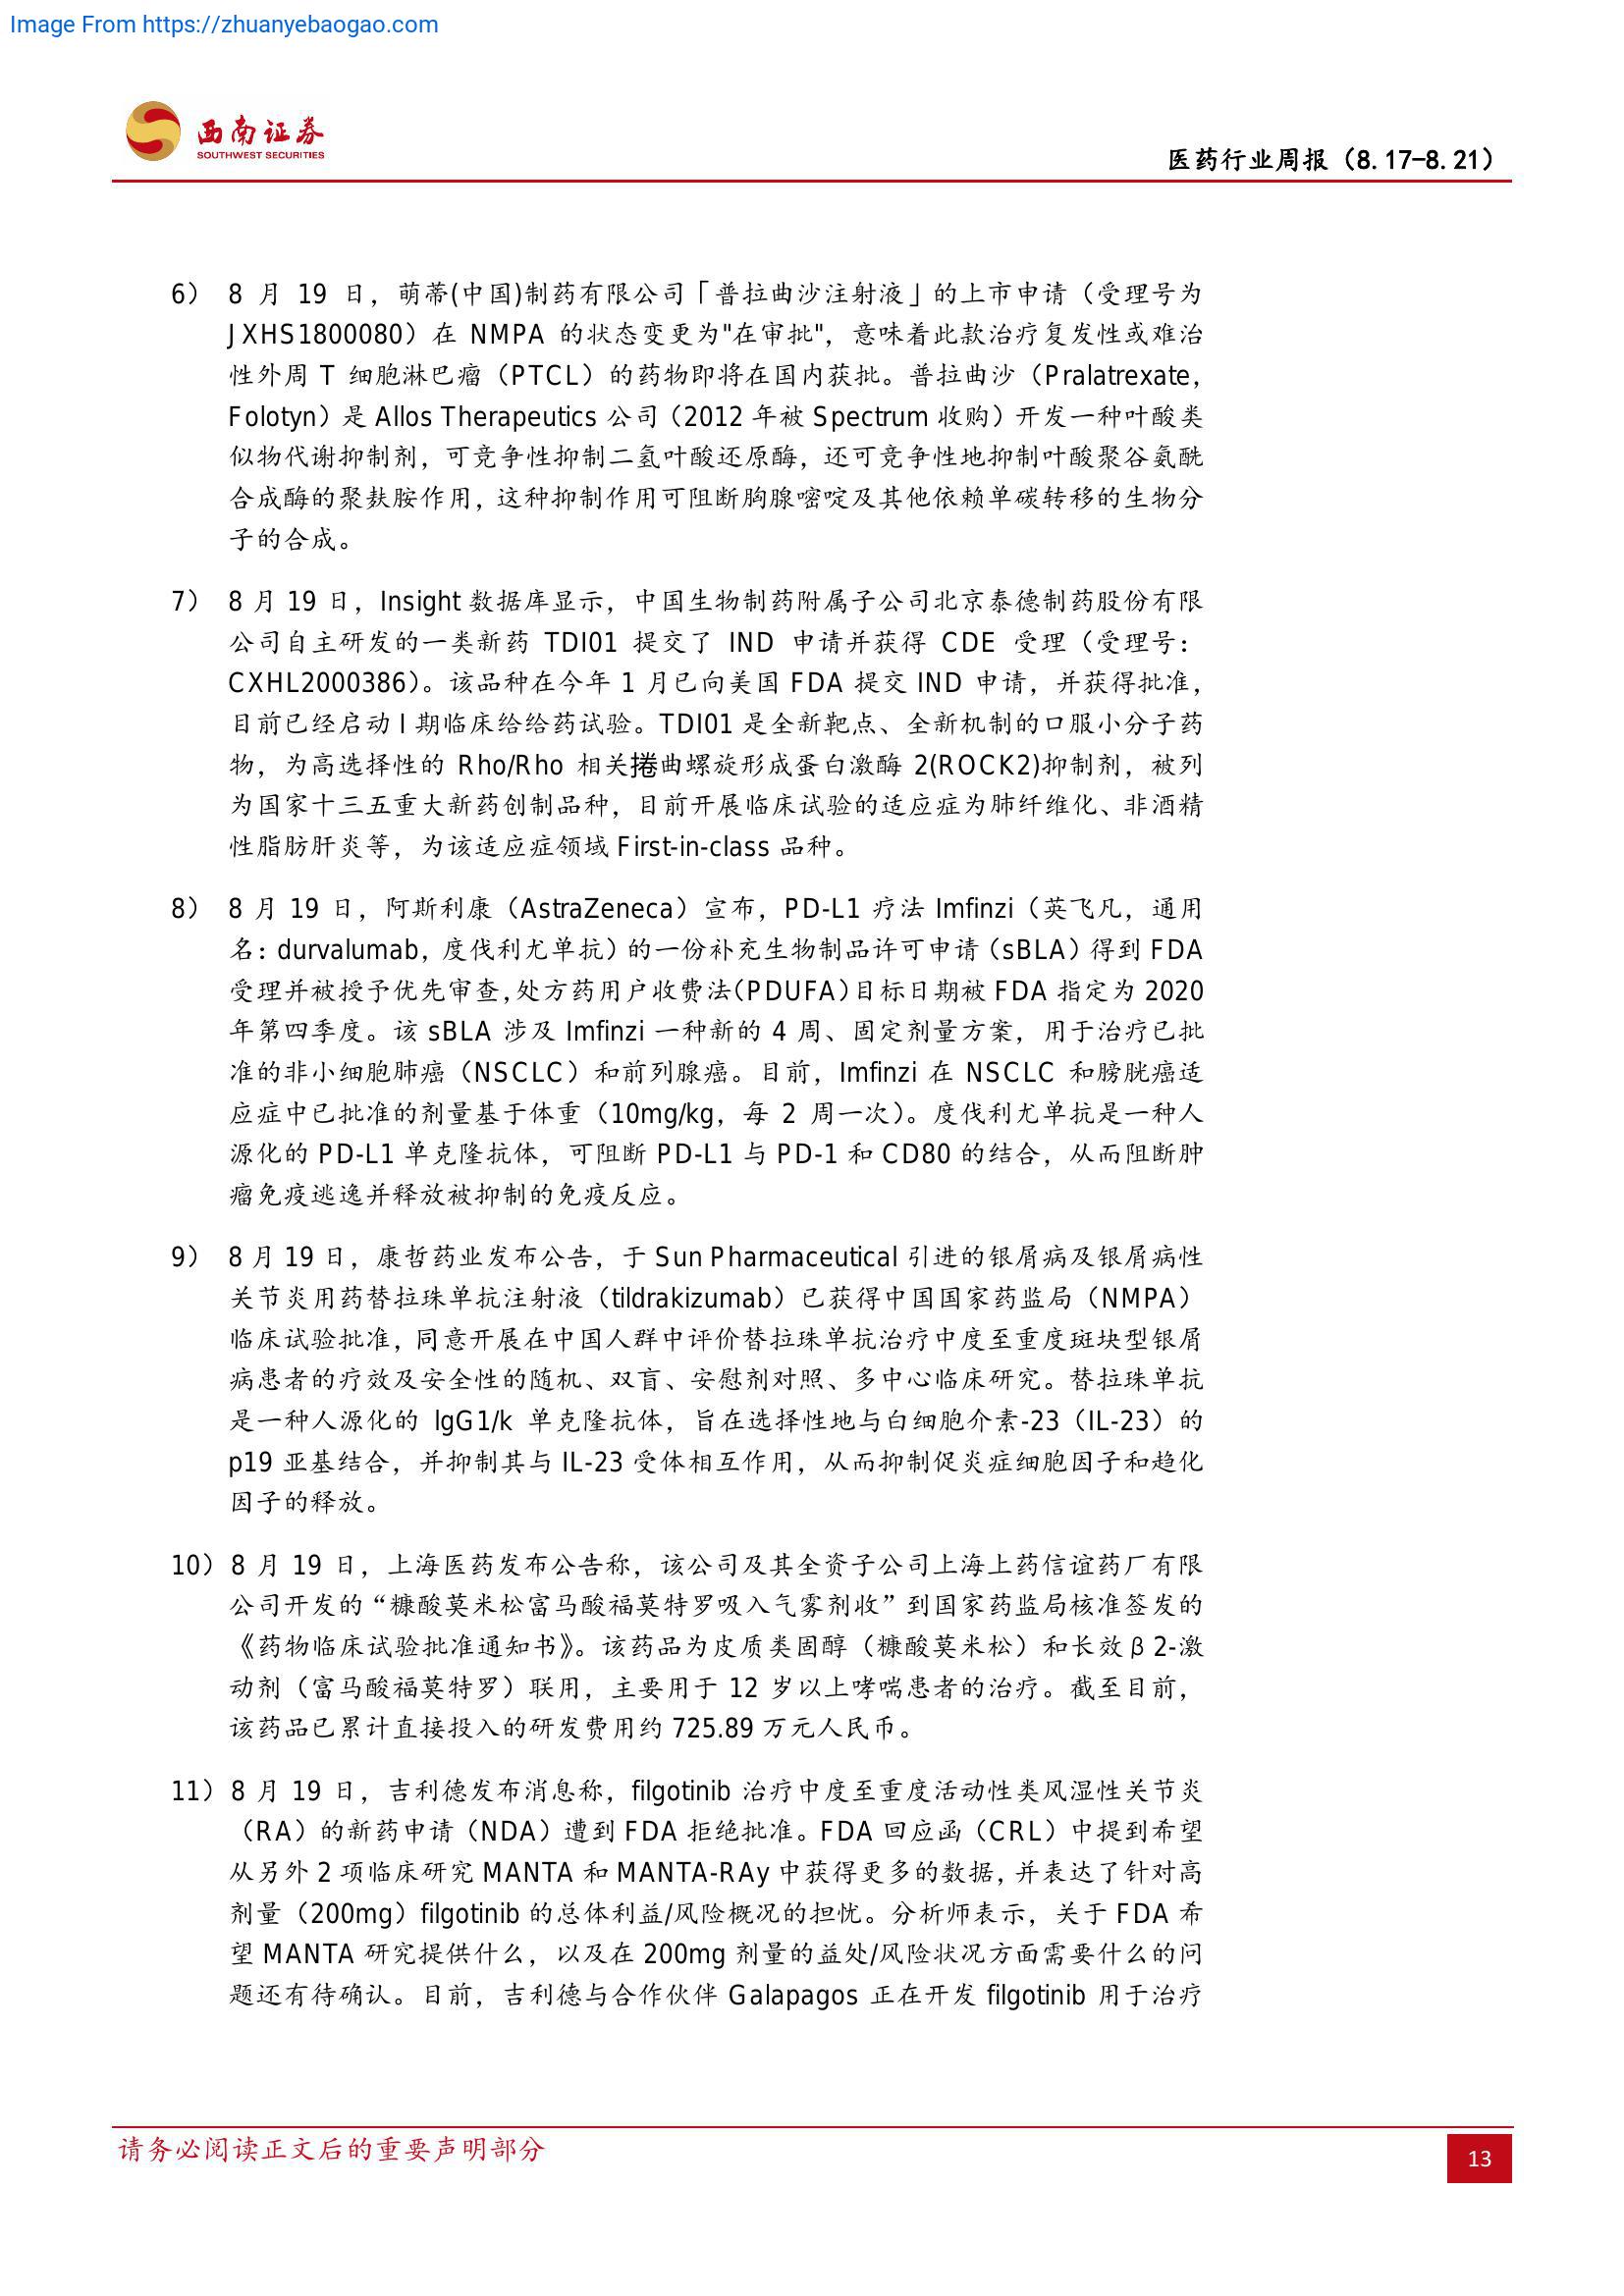 Image From https://zhuanyebaogao.com
西南证券
SOUTHWEST SECURITIES
医药行业周报（8.17-8.21）
6） 8 月 19 日，萌蒂(中国)制药有限公司「普拉曲沙注射液」的上市申请（受理号为
JXHS1800080）在 NMPA 的状态变更为"在审批"，意味着此款治疗复发性或难治
性外周 T 细胞淋巴瘤（PTCL）的药物即将在国内获批。普拉曲沙（Pralatrexate，
Folotyn）是 Allos Therapeutics 公司（2012 年被 Spectrum 收购）开发一种叶酸类
似物代谢抑制剂，可竞争性抑制二氢叶酸还原酶，还可竞争性地抑制叶酸聚谷氨酰
合成酶的聚麸胺作用，这种抑制作用可阻断胸腺嘧啶及其他依赖单碳转移的生物分
子的合成。
7） 8 月 19 日，Insight 数据库显示，中国生物制药附属子公司北京泰德制药股份有限
公司自主研发的一类新药 TDI01 提交了 IND 申请并获得 CDE 受理（受理号：
CXHL2000386）。该品种在今年 1 月已向美国 FDA 提交 IND 申请，并获得批准，
目前已经启动 I 期临床给给药试验。TDI01 是全新靶点、全新机制的口服小分子药
物，为高选择性的 Rho/Rho 相关捲曲螺旋形成蛋白激酶 2(ROCK2)抑制剂，被列
为国家十三五重大新药创制品种，目前开展临床试验的适应症为肺纤维化、非酒精
性脂肪肝炎等，为该适应症领域 First-in-class 品种。
8） 8 月 19 日，阿斯利康（AstraZeneca）宣布，PD-L1 疗法 Imfinzi（英飞凡，通用
名：durvalumab，度伐利尤单抗）的一份补充生物制品许可申请（sBLA）得到 FDA
受理并被授予优先审查，处方药用户收费法（PDUFA）目标日期被 FDA 指定为 2020
年第四季度。该 sBLA 涉及 Imfinzi 一种新的 4 周、固定剂量方案，用于治疗已批
准的非小细胞肺癌（NSCLC）和前列腺癌。目前，Imfinzi 在 NSCLC 和膀胱癌适
应症中已批准的剂量基于体重（10mg/kg，每 2 周一次）。度伐利尤单抗是一种人
源化的 PD-L1 单克隆抗体，可阻断 PD-L1 与 PD-1 和 CD80 的结合，从而阻断肿
瘤免疫逃逸并释放被抑制的免疫反应。
9） 8 月 19 日，康哲药业发布公告，于 Sun Pharmaceutical 引进的银屑病及银屑病性
关节炎用药替拉珠单抗注射液（tildrakizumab）已获得中国国家药监局（NMPA）
临床试验批准，同意开展在中国人群中评价替拉珠单抗治疗中度至重度斑块型银屑
病患者的疗效及安全性的随机、双盲、安慰剂对照、多中心临床研究。替拉珠单抗
是一种人源化的 lgG1/k 单克隆抗体，旨在选择性地与白细胞介素-23（IL-23）的
p19 亚基结合，并抑制其与 IL-23 受体相互作用，从而抑制促炎症细胞因子和趋化
因子的释放。
10）8 月 19 日，上海医药发布公告称，该公司及其全资子公司上海上药信谊药厂有限
公司开发的“糠酸莫米松富马酸福莫特罗吸入气雾剂收”到国家药监局核准签发的
《药物临床试验批准通知书》。该药品为皮质类固醇（糠酸莫米松）和长效β2-激
动剂（富马酸福莫特罗）联用，主要用于 12 岁以上哮喘患者的治疗。截至目前，
该药品已累计直接投入的研发费用约 725.89 万元人民币。
11）8 月 19 日，吉利德发布消息称，filgotinib 治疗中度至重度活动性类风湿性关节炎
（RA）的新药申请（NDA）遭到 FDA 拒绝批准。FDA 回应函（CRL）中提到希望
从另外 2 项临床研究 MANTA 和 MANTA-RAy 中获得更多的数据，并表达了针对高
剂量（200mg）filgotinib 的总体利益/风险概况的担忧。分析师表示，关于 FDA 希
望 MANTA 研究提供什么，以及在 200mg 剂量的益处/风险状况方面需要什么的问
题还有待确认。目前，吉利德与合作伙伴 Galapagos 正在开发 filgotinib 用于治疗
请务必阅读正文后的重要声明部分
13